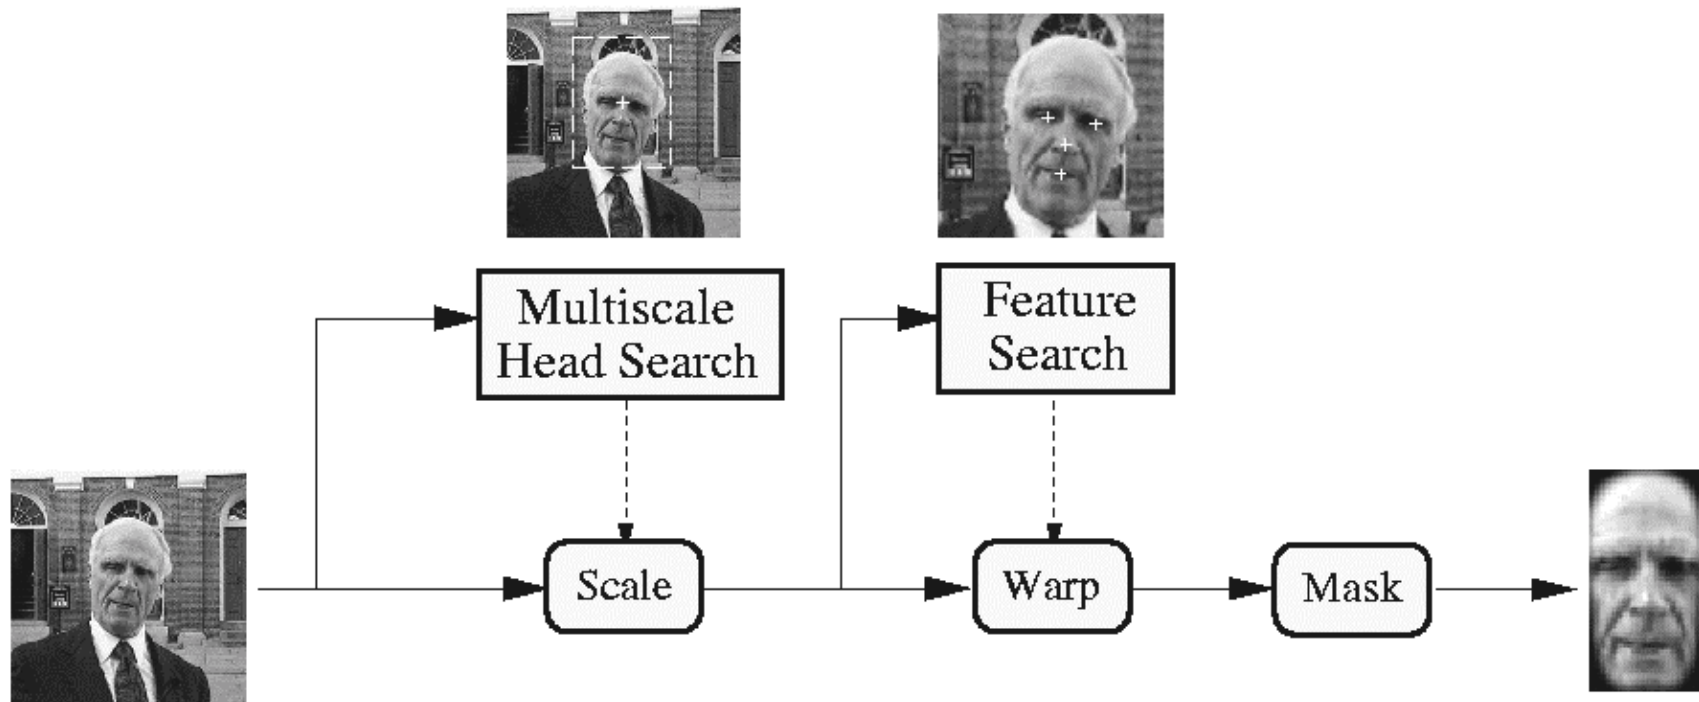 Multiscale
Head Search
Feature
Search
Scale
Warp
Mask